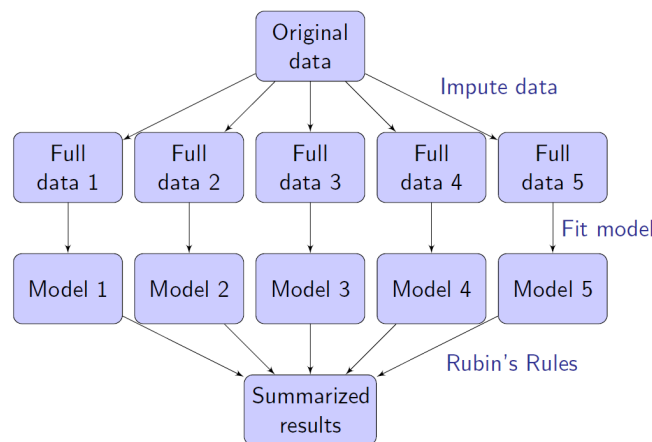 Original
data
Impute data
Full
data 1
Full
data 2
Full
data 3
Full
data 4
Full
data 5
Fit model
Model 1
Model 2
Model 3
Model 4
Model 5
Rubin's Rules
Summarized
results